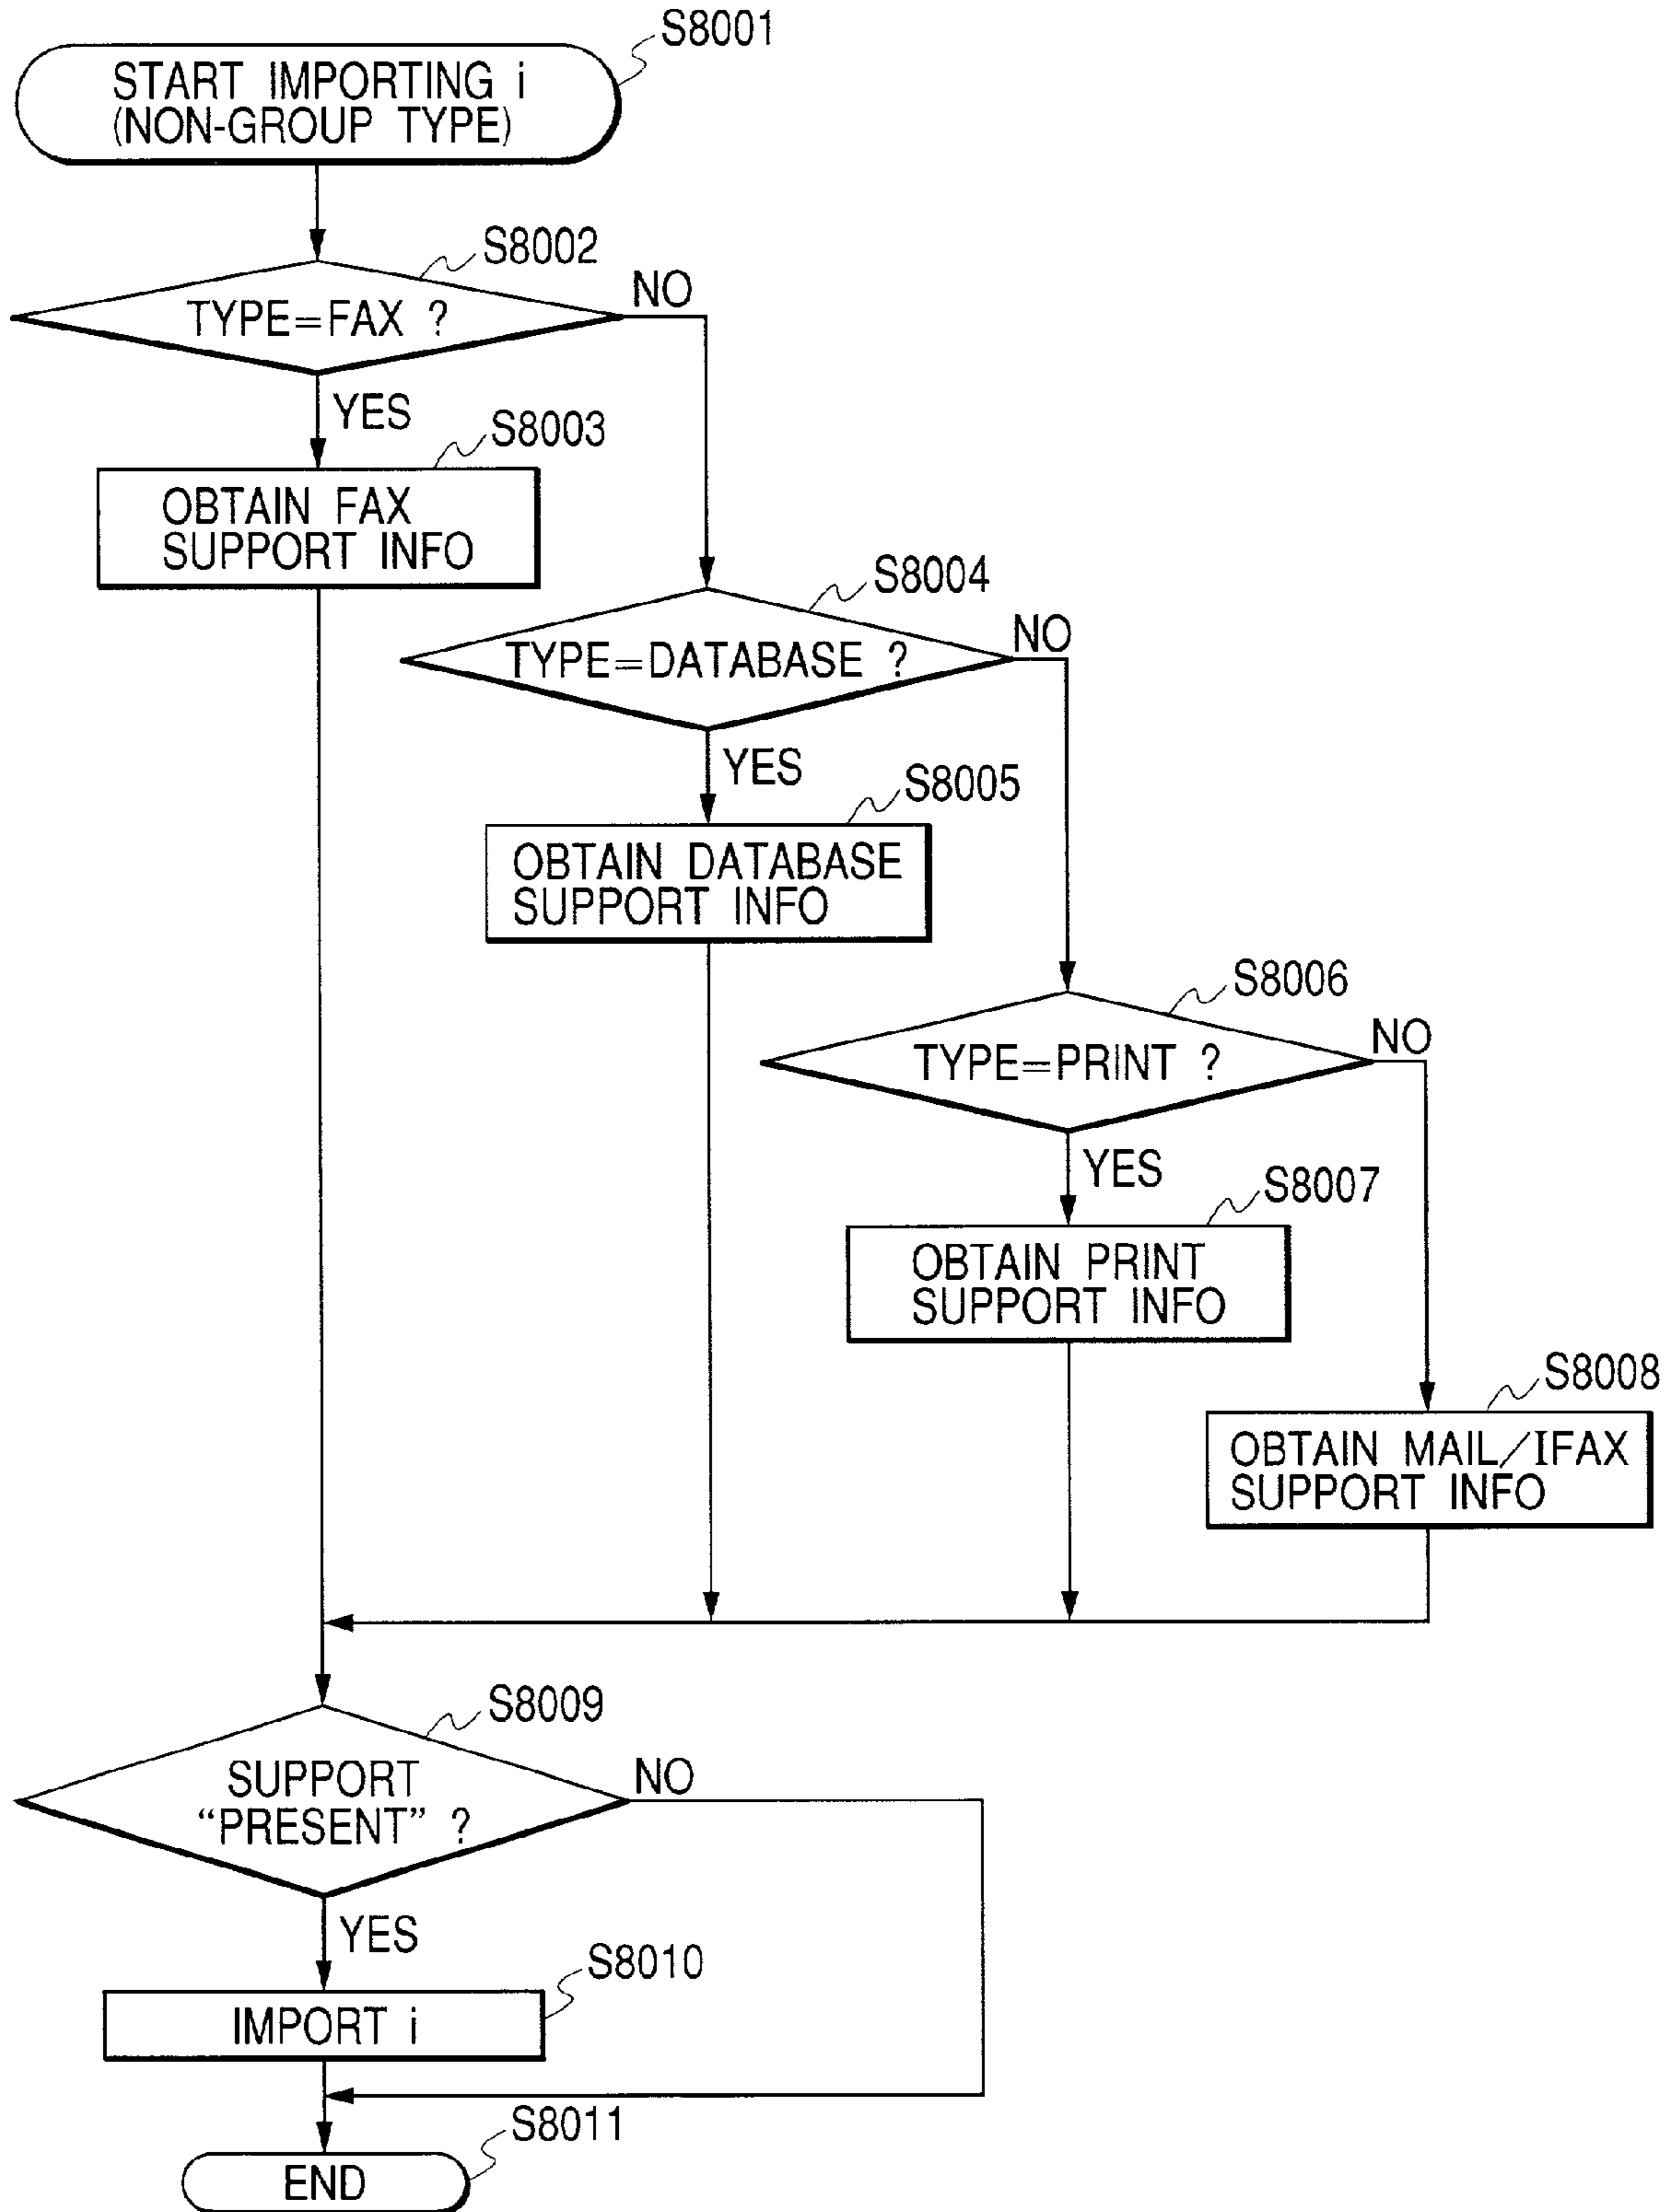 S8001
START IMPORTING i
(NON-GROUP TYPE)
S8002
TYPE=FAX ?
NO
YES
S8003
OBTAIN FAX
SUPPORT INFO
S8004
TYPE=DATABASE ?
NO
YES
S8005
OBTAIN DATABASE
SUPPORT INFO
S8006
TYPE=PRINT ?
NO
YES
S8007
OBTAIN PRINT
SUPPORT INFO
S8008
OBTAIN MAIL/IFAX
SUPPORT INFO
S8009
SUPPORT
“PRESENT” ?
NO
YES
S8010
IMPORT i
S8011
END